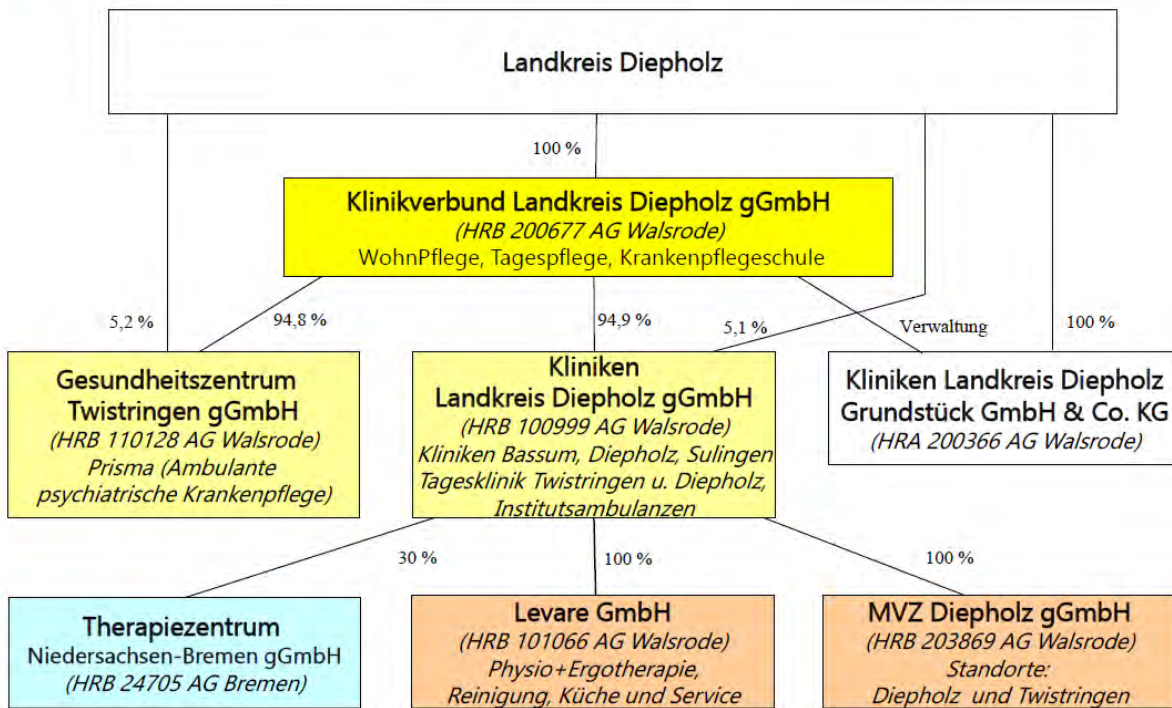 Landkreis Diepholz
100 %
Klinikverbund Landkreis Diepholz gGmbH
(HRB 200677 AG Walsrode)
WohnPflege, Tagespflege, Krankenpflegeschule
5,2 %
94,8 %
94,9 %
5,1 %
Verwaltung
100 %
Gesundheitszentrum
Twistringen gGmbH
(HRB 110128 AG Walsrode)
Prisma (Ambulante
psychiatrische Krankenpflege)
Kliniken
Landkreis Diepholz gGmbH
(HRB 100999 AG Walsrode)
Kliniken Bassum, Diepholz, Sulingen
Tagesklinik Twistringen u. Diepholz,
Institutsambulanzen
Kliniken Landkreis Diepholz
Grundstück GmbH & Co. KG
(HRA 200366 AG Walsrode)
30 %
100 %
100 %
Therapiezentrum
Niedersachsen-Bremen gGmbH
(HRB 24705 AG Bremen)
Levare GmbH
(HRB 101066 AG Walsrode)
Physio+Ergotherapie,
Reinigung, Küche und Service
MVZ Diepholz gGmbH
(HRB 203869 AG Walsrode)
Standorte:
Diepholz und Twistringen